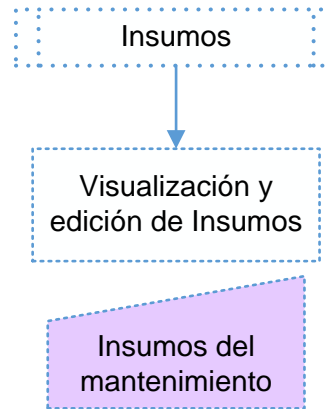 Insumos
Visualización y
edición de Insumos
Insumos del
mantenimiento